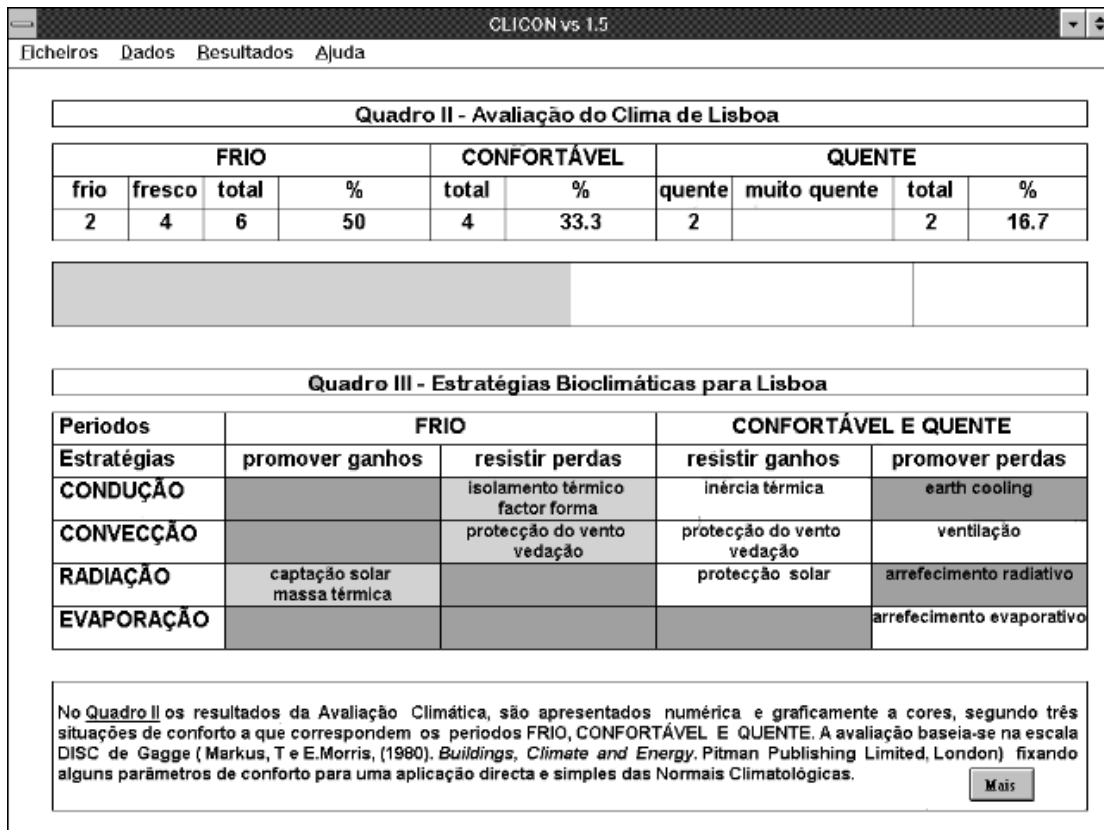 CLICON vs 1.5
Ficheiros Dados Resultados Ajuda
Quadro II - Avaliação do Clima de Lisboa
FRIO CONFORTÁVEL QUENTE
frio fresco total % total % quente muito quente total %
2 4 6 50 4 33.3 2 2 16.7
Quadro III - Estratégias Bioclimáticas para Lisboa
Periodos FRIO CONFORTÁVEL E QUENTE
Estratégias promover ganhos resistir perdas resistir ganhos promover perdas
CONDUÇÃO isolamento térmico inércia térmica earth cooling
factor forma
CONVECÇÃO protecção do vento protecção do vento ventilação
vedação vedação
RADIAÇÃO captação solar protecção solar arrefecimento radiativo
massa térmica
EVAPORAÇÃO arrefecimento evaporativo
No Quadro II os resultados da Avaliação Climática, são apresentados numérica e graficamente a cores, segundo três
situações de conforto a que correspondem os periodos FRIO, CONFORTÁVEL E QUENTE. A avaliação baseia-se na escala
DISC de Gagge ( Markus, T e E.Morris, (1980). Buildings, Climate and Energy. Pitman Publishing Limited, London) fixando
alguns parâmetros de conforto para uma aplicação directa e simples das Normais Climatológicas.
Mais